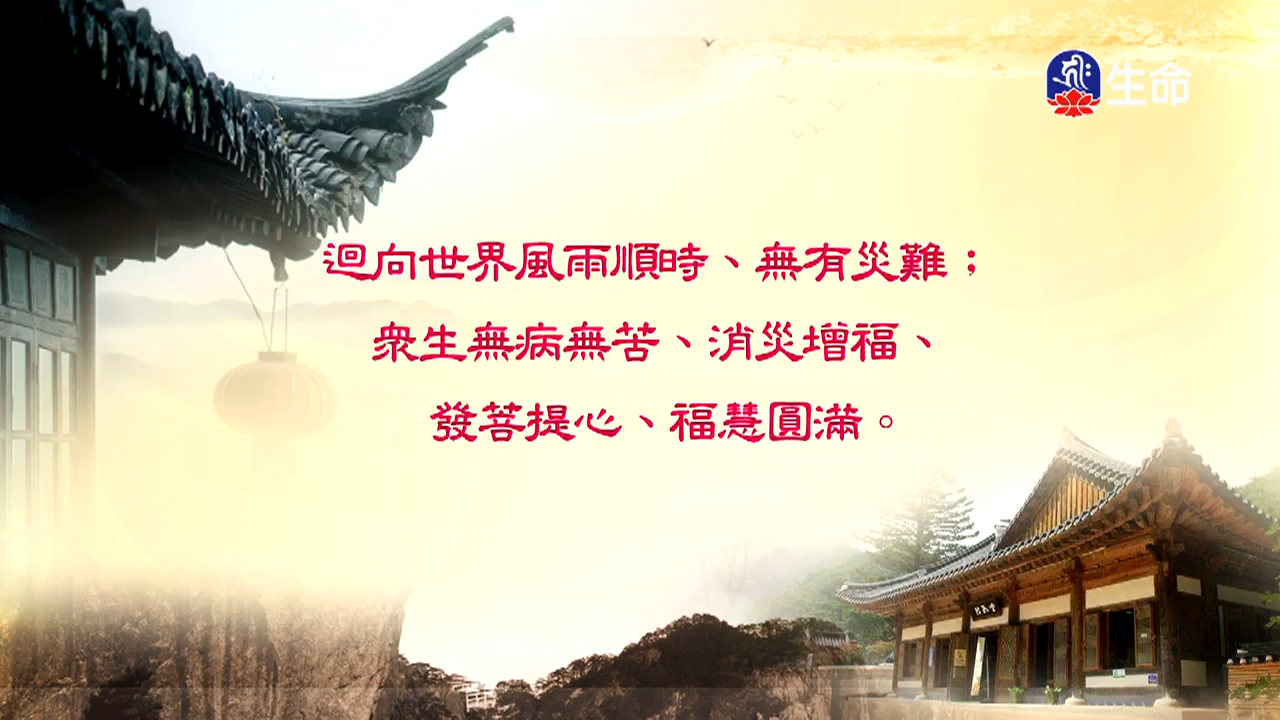 生命
迴向世界風雨順時、無有災難；
衆生無病無苦、消災增福、
發菩提心、福慧圓滿。